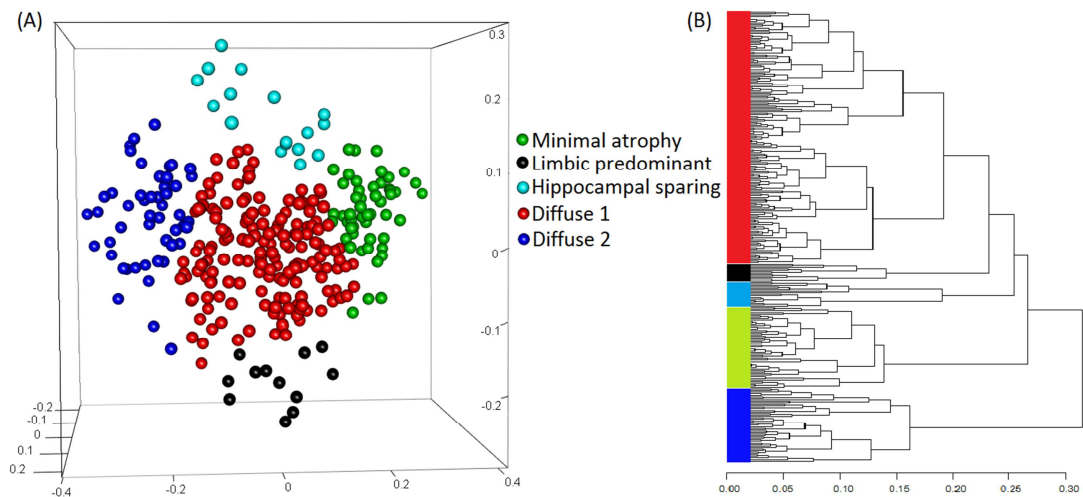 (A)
0.3
0.2
0.1
0
-0.1
-0.2
-0.2
-0.1
0
0.1
0.2
-0.4
-0.2
0
0.2
0.4
Minimal atrophy
Limbic predominant
Hippocampal sparing
Diffuse 1
Diffuse 2
(B)
0.00 0.05 0.10 0.15 0.20 0.25 0.30